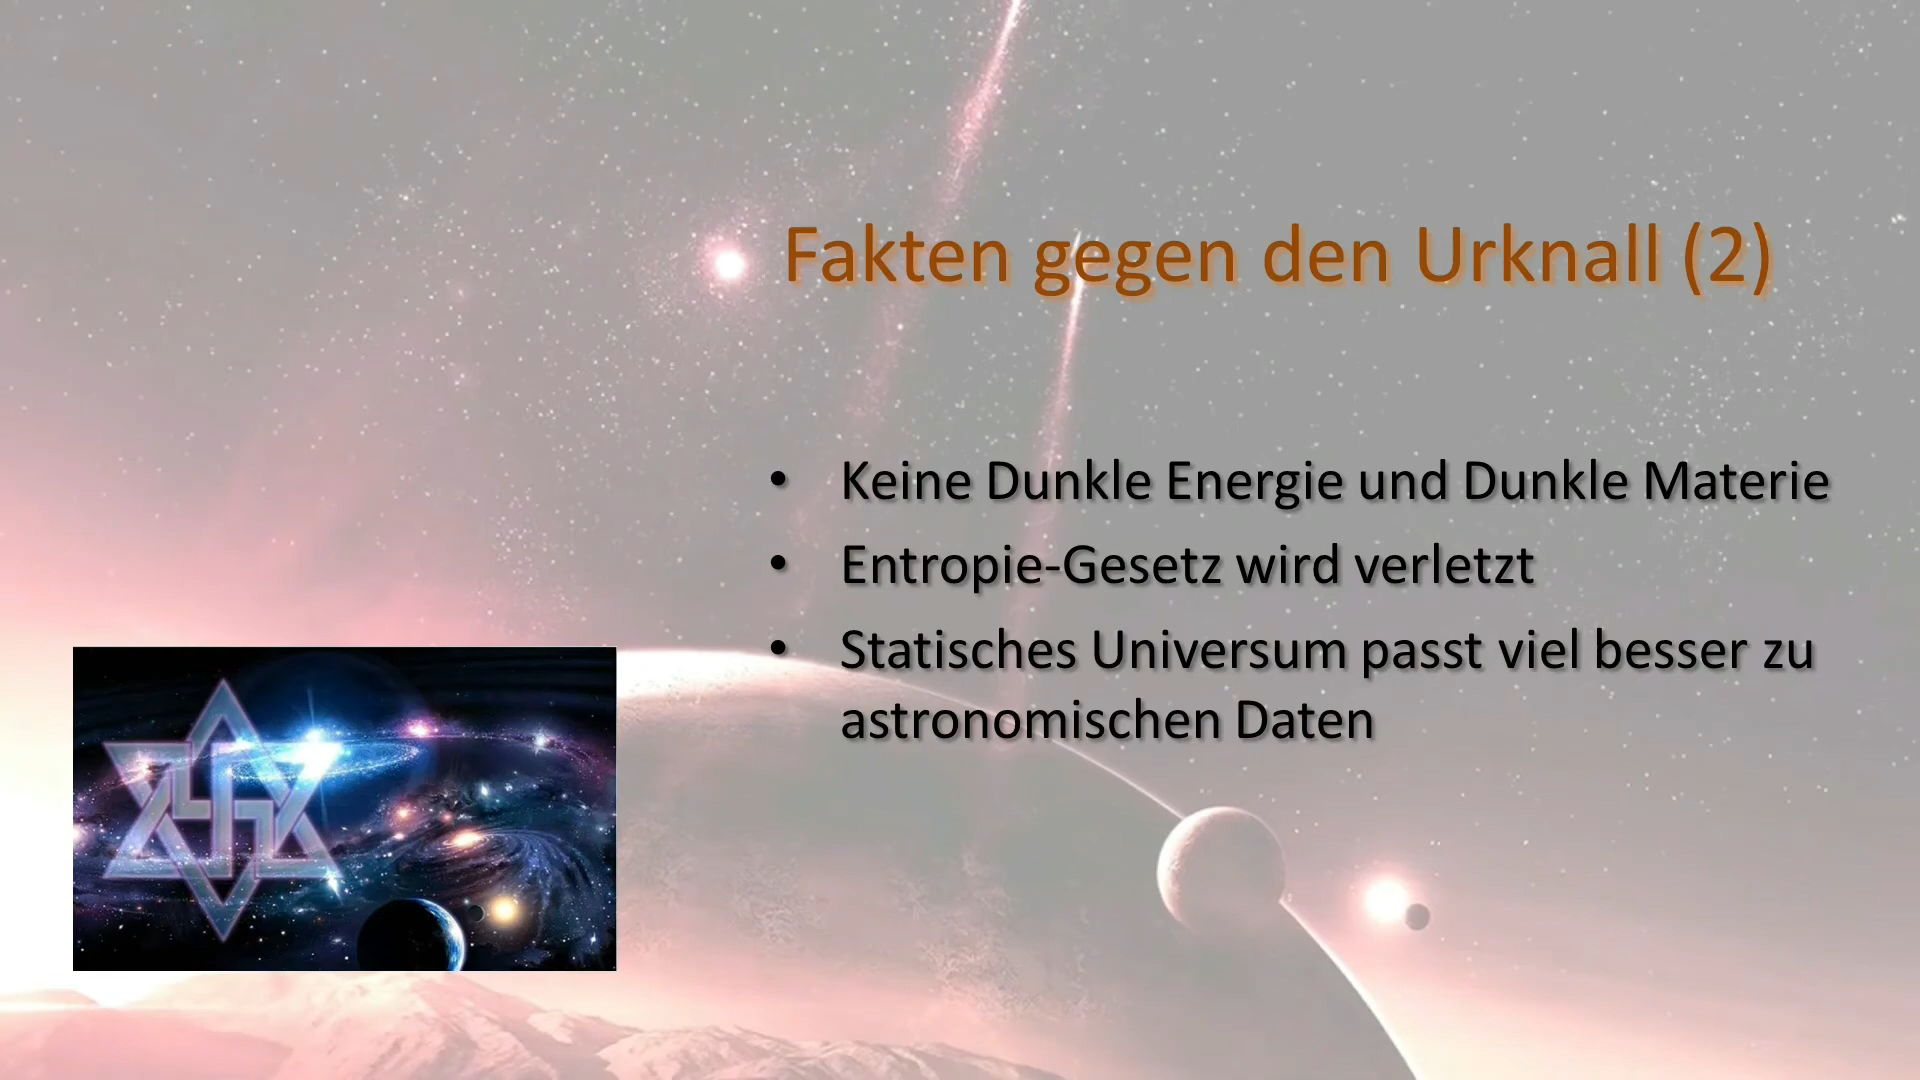 Fakten gegen den Urknall (2)
• Keine Dunkle Energie und Dunkle Materie
• Entropie-Gesetz wird verletzt
• Statisches Universum passt viel besser zu
astronomischen Daten